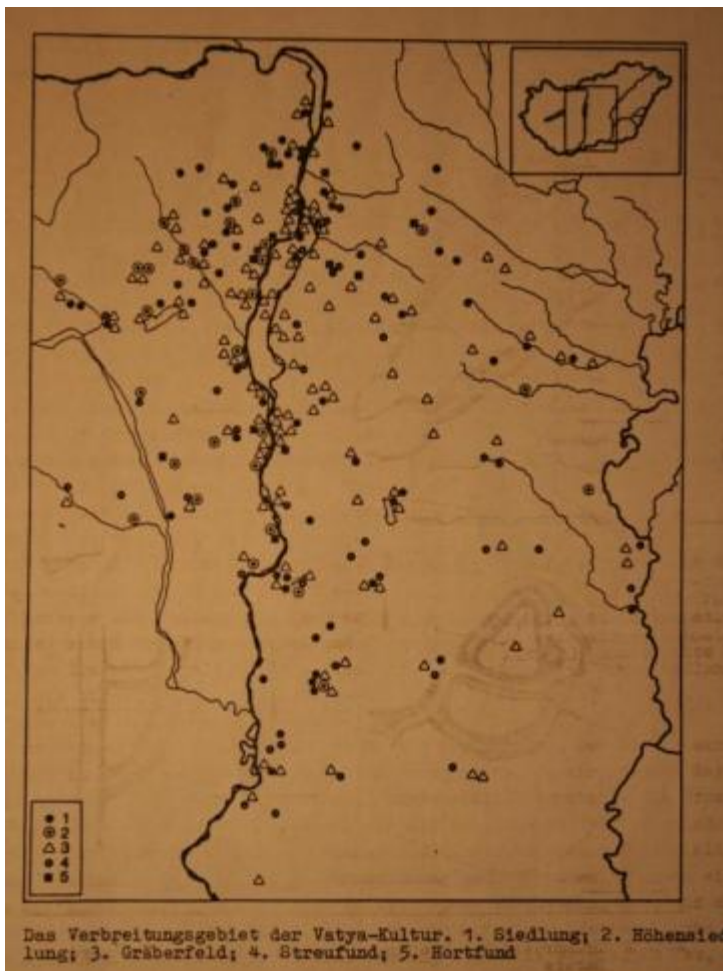 1
2
3
4
5
Das Verbreitungsgebiet der Vatya-Kultur. 1. Siedlung; 2. Höhensied
lung; 3. Gräberfeld; 4. Streufund; 5. Hortfund